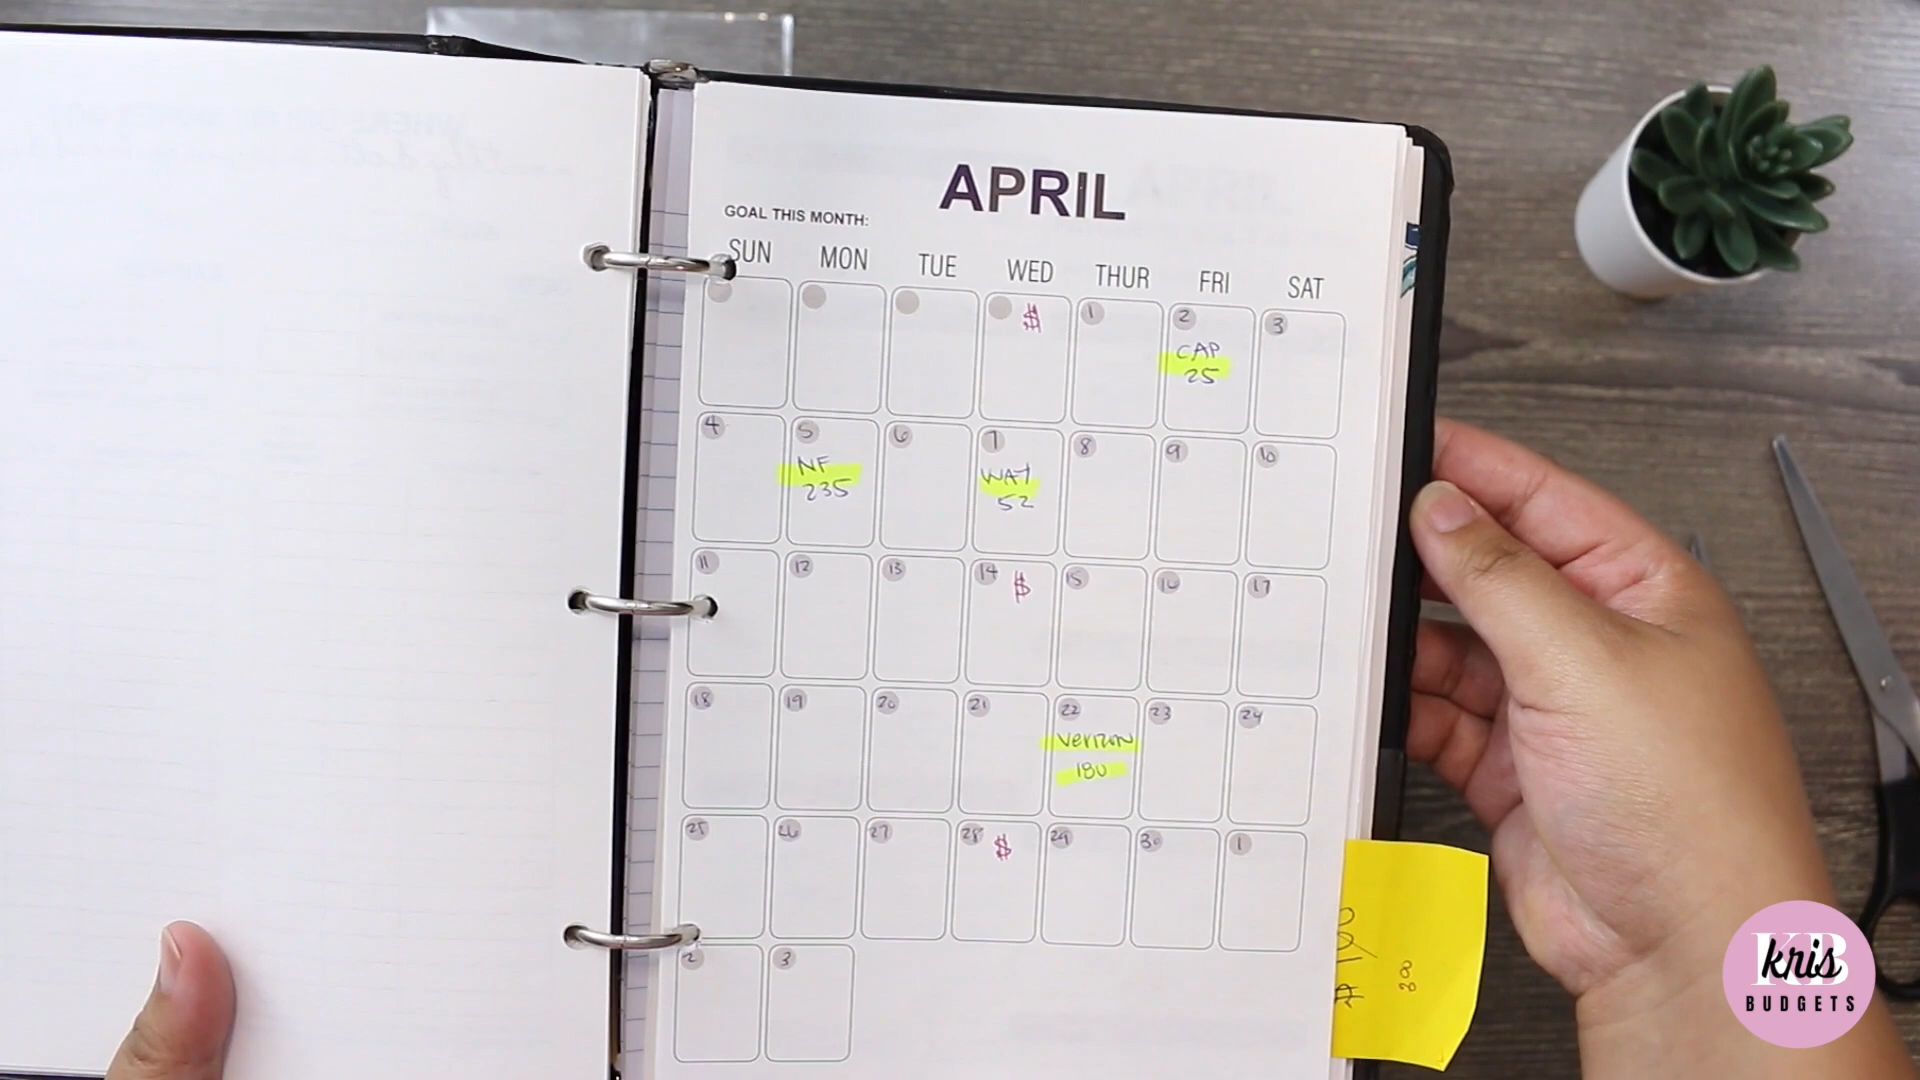 APRIL
GOAL THIS MONTH:
SUN MON TUE WED THUR FRI SAT
$ 1 2 3
CAP
25
4 5 6 7 8 9 10
NF
235
WAT
52
11 12 13 14 $ 15 16 17
18 19 20 21 22 23 24
Verizon
180
25 26 27 28 $ 29 30 1
2 3
KB
kris
BUDGETS